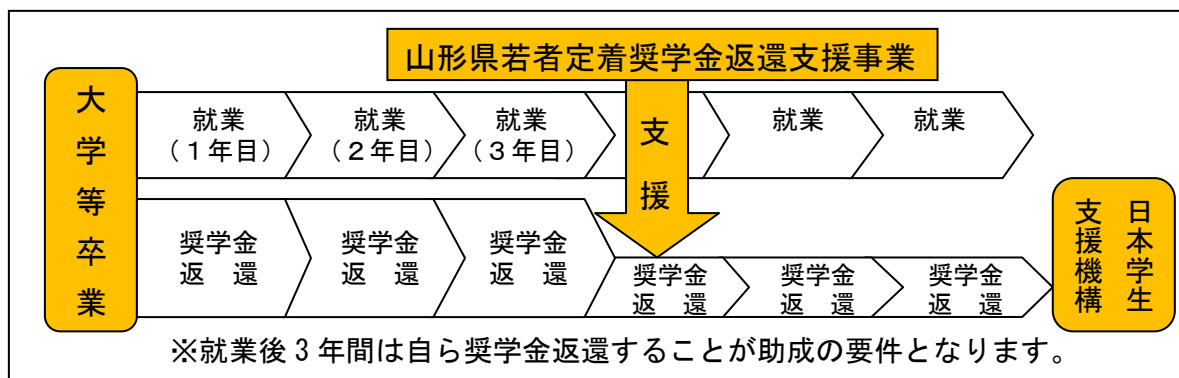 山形県若者定着奨学金返還支援事業
大学等卒業
就業
(1年目)
就業
(2年目)
就業
(3年目)
支援
就業
就業
奨学金
返　還
奨学金
返　還
奨学金
返　還
奨学金
返　還
奨学金
返　還
奨学金
返　還
日本学生
支援機構
※就業後3年間は自ら奨学金返還することが助成の要件となります。